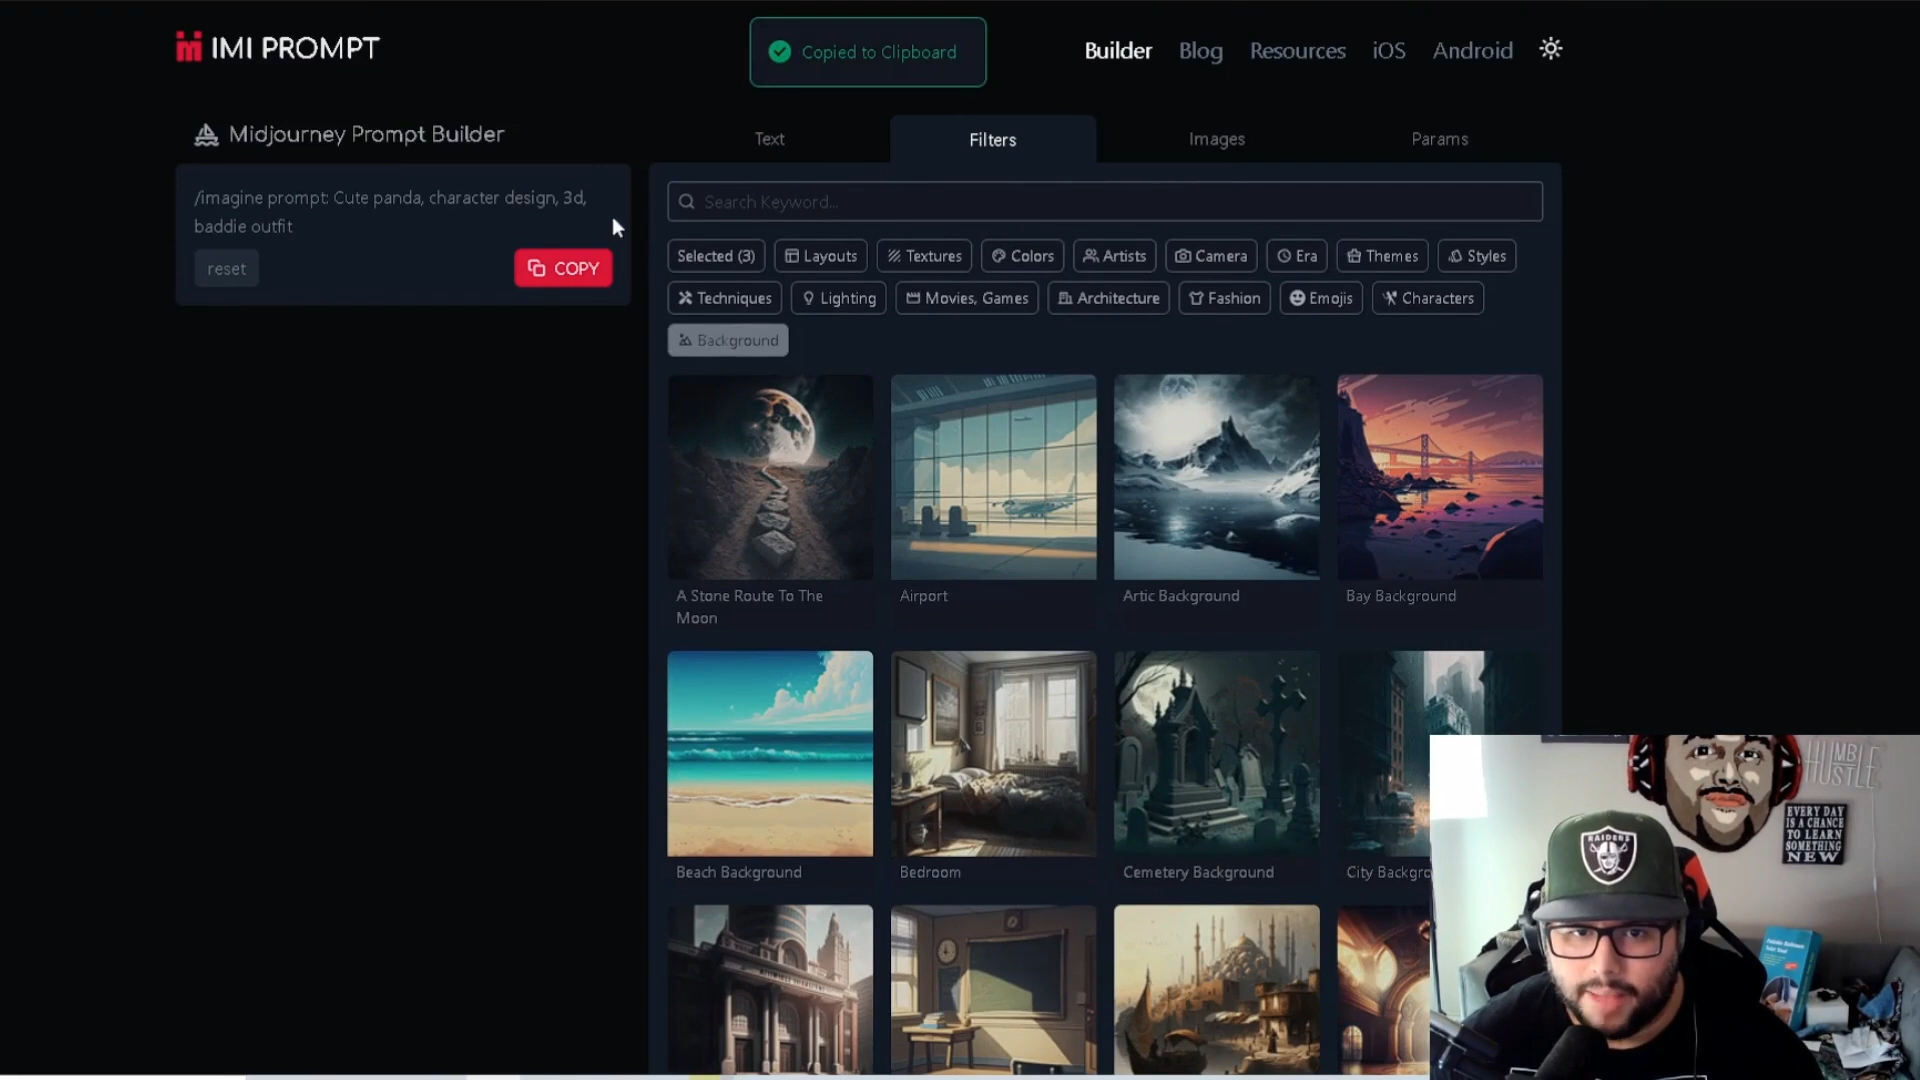 IMI PROMPT
Copied to Clipboard
Builder
Blog
Resources
iOS
Android
Midjourney Prompt Builder
Text
Filters
Images
Params
/imagine prompt: Cute panda, character design, 3d,
baddie outfit
reset
COPY
Search Keyword...
Selected (3)
Layouts
Textures
Colors
Artists
Camera
Era
Themes
Styles
Techniques
Lighting
Movies, Games
Architecture
Fashion
Emojis
Characters
Background
A Stone Route To The
Moon
Airport
Artic Background
Bay Background
Beach Background
Bedroom
Cemetery Background
City Backgro
HUMBLE
HUSTLE
EVERY DAY
IS A CHANCE
TO LEARN
SOMETHING
NEW
RAIDERS